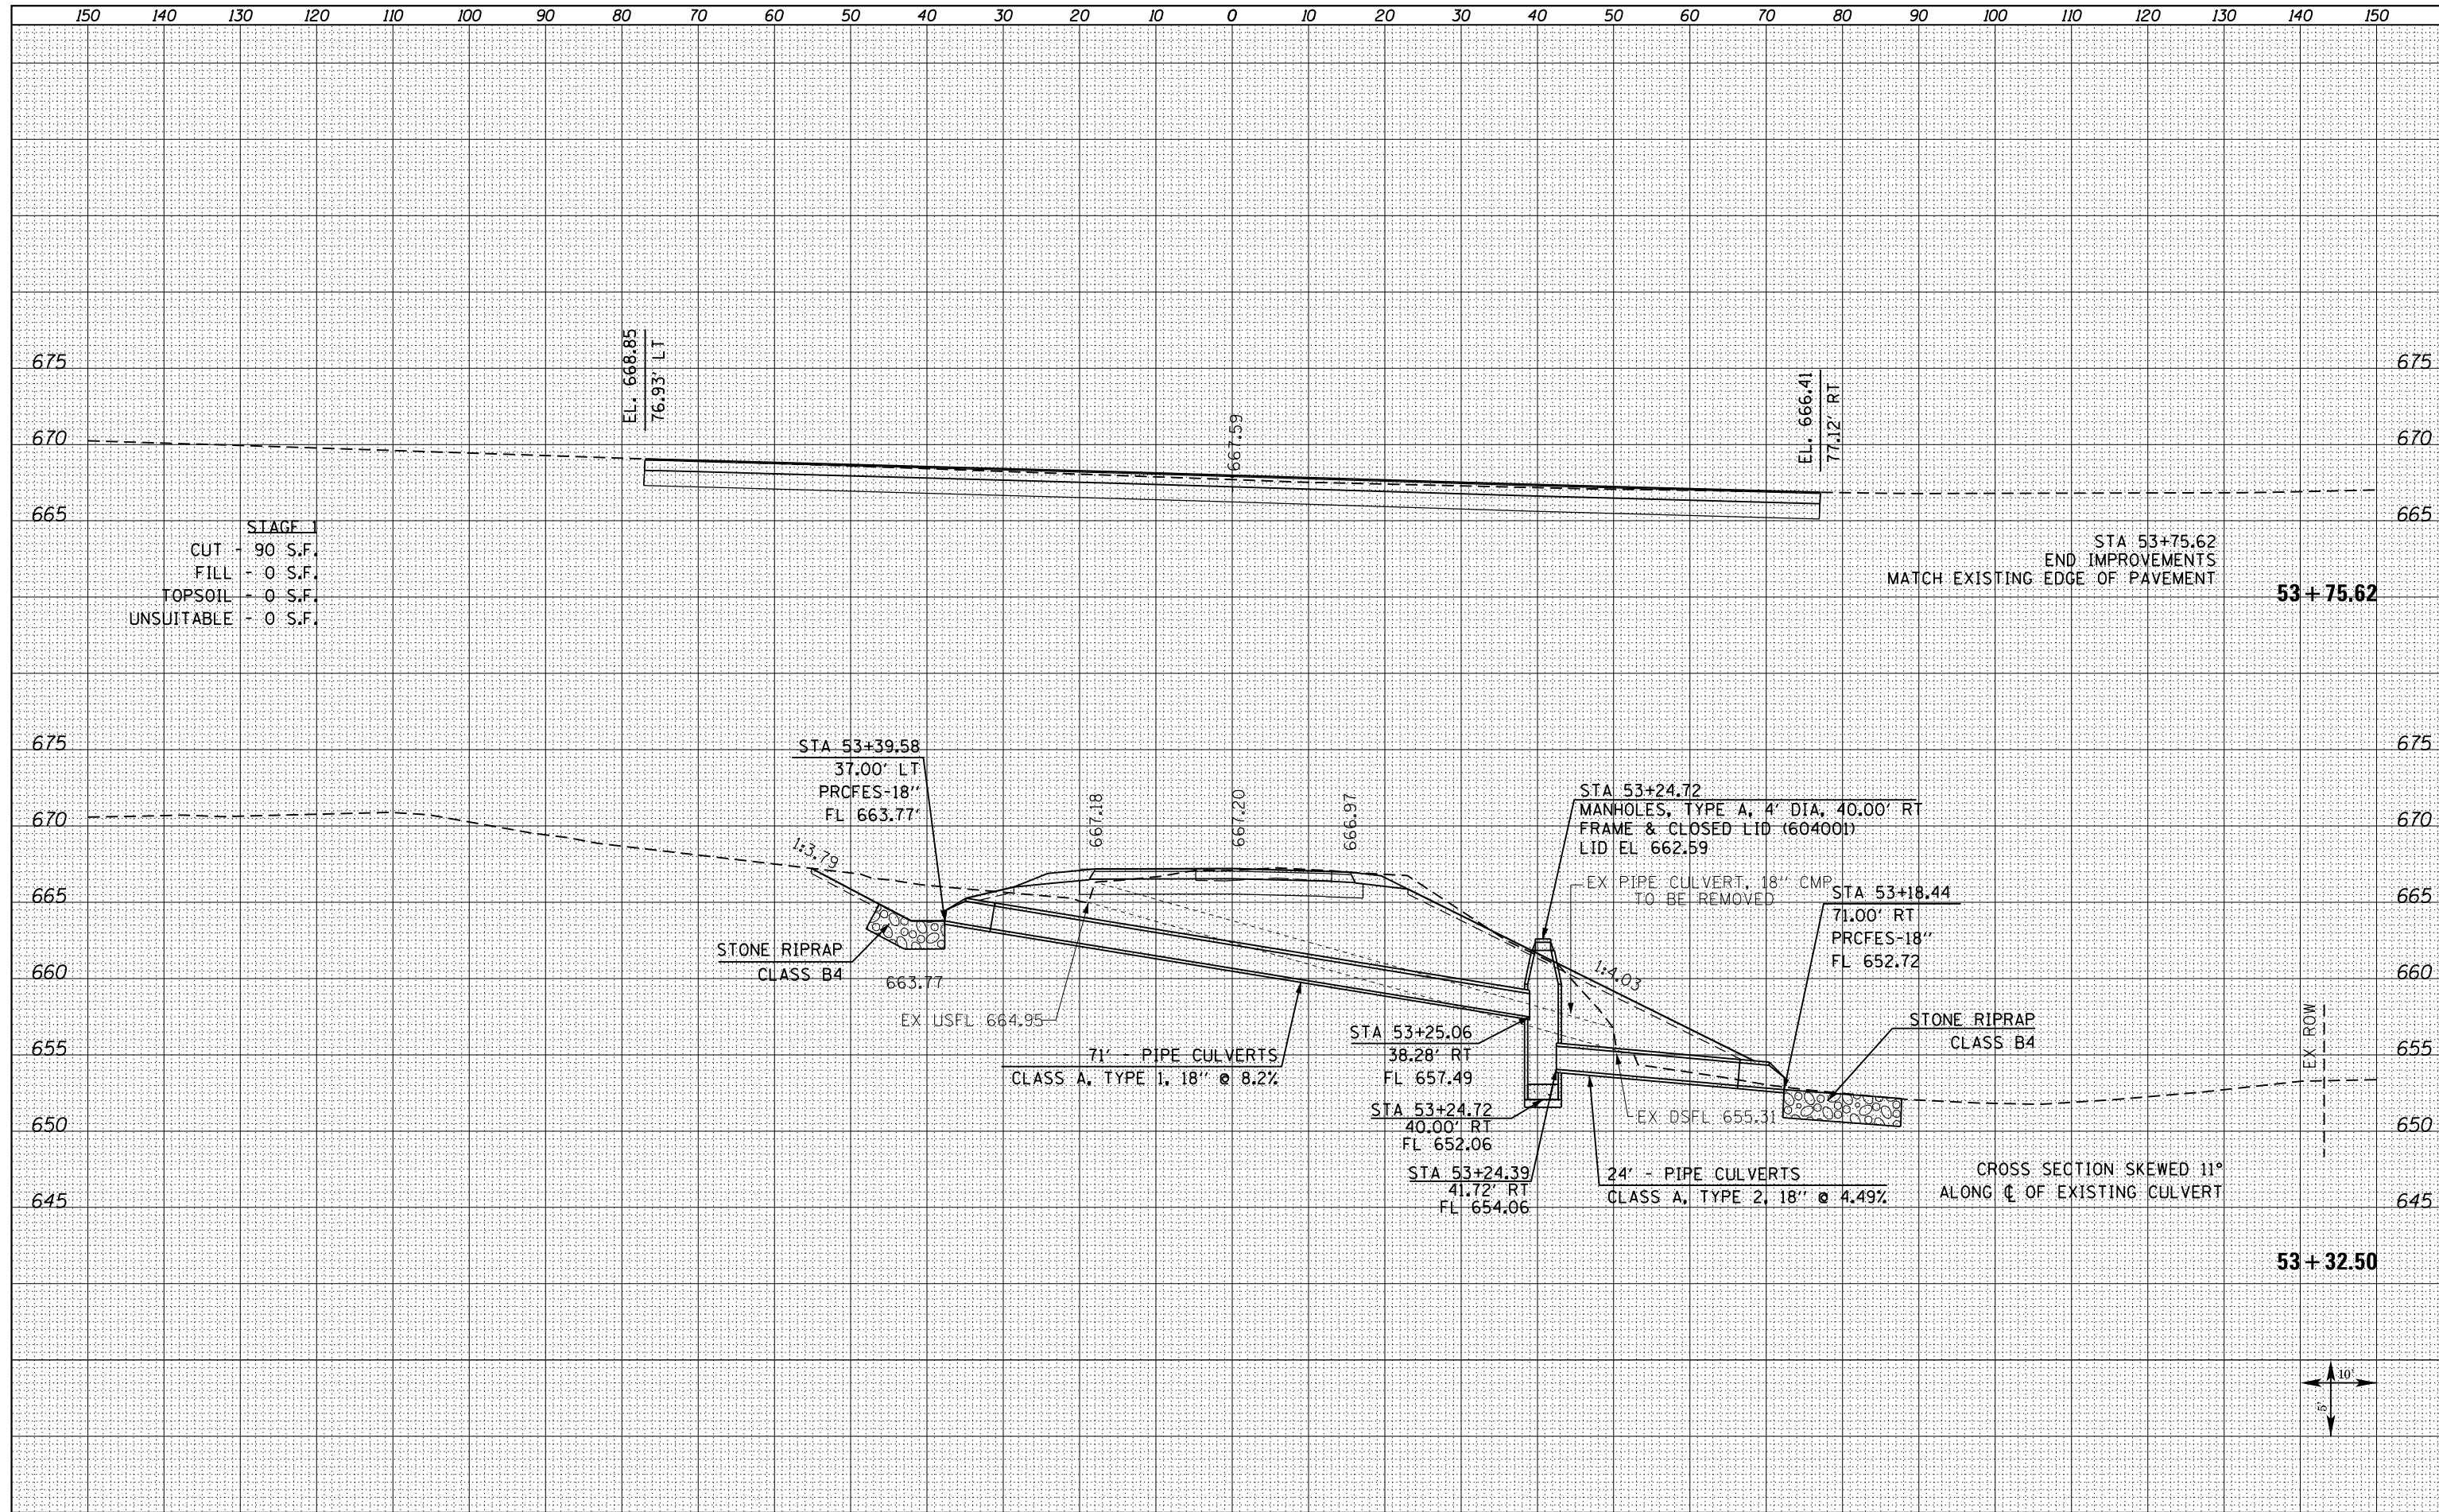 150 140 130 120 110 100 90 80 70 60 50 40 30 20 10 0 10 20 30 40 50 60 70 80 90 100 110 120 130 140 150
EL. 668.85
76.93' LT
667.59
EL. 666.41
77.12' RT
675 675
670 670
665 665
STAGE 1
CUT - 90 S.F.
FILL - 0 S.F.
TOPSOIL - 0 S.F.
UNSUITABLE - 0 S.F.
STA 53+75.62
END IMPROVEMENTS
MATCH EXISTING EDGE OF PAVEMENT
53+75.62
675 675
670 670
665 665
660 660
655 655
650 650
645 645
STA 53+39.58
37.00' LT
PRCFES-18''
FL 663.77'
1:3.79
667.18
667.20
666.97
STA 53+24.72
MANHOLES, TYPE A, 4' DIA, 40.00' RT
FRAME & CLOSED LID (604001)
LID EL 662.59
EX PIPE CULVERT, 18'' CMP
TO BE REMOVED
STA 53+18.44
71.00' RT
PRCFES-18''
FL 652.72
STONE RIPRAP
CLASS B4
663.77
EX USFL 664.95
1:4.03
71' - PIPE CULVERTS
CLASS A, TYPE 1, 18'' @ 8.2%
STA 53+25.06
38.28' RT
FL 657.49
STA 53+24.72
40.00' RT
FL 652.06
STA 53+24.39
41.72' RT
FL 654.06
EX DSFL 655.31
24' - PIPE CULVERTS
CLASS A, TYPE 2, 18'' @ 4.49%
STONE RIPRAP
CLASS B4
EX ROW
CROSS SECTION SKEWED 11°
ALONG ℄ OF EXISTING CULVERT
53+32.50
10'
5'